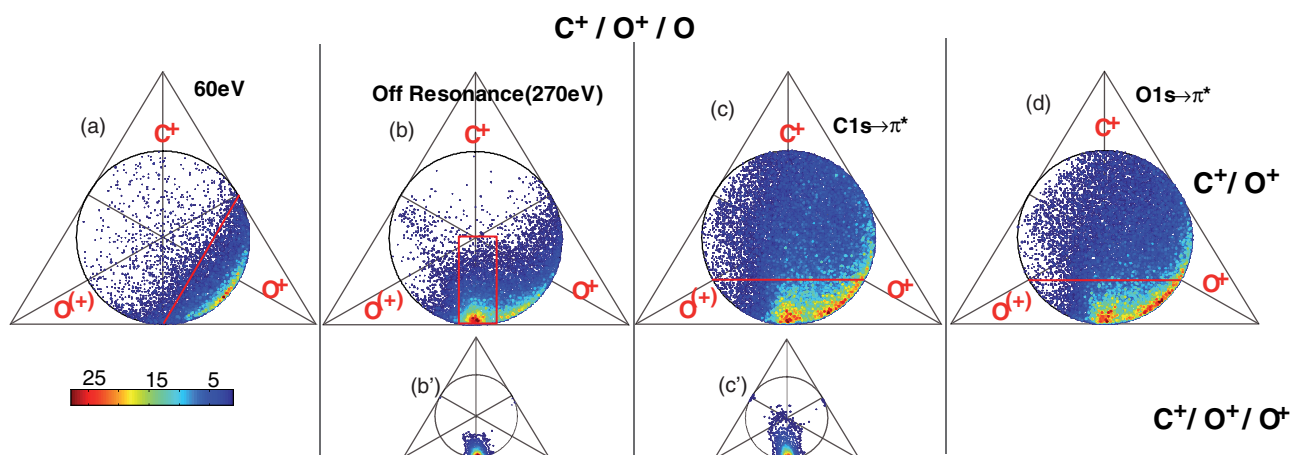 C⁺ / O⁺ / O
60eV
(a)
C⁺
O⁽⁺⁾
O⁺
25 15 5
Off Resonance(270eV)
(b)
C⁺
O⁽⁺⁾
O⁺
(b')
(c)
C1s→π*
C⁺
O⁽⁺⁾
O⁺
(c')
(d)
O1s→π*
C⁺
O⁽⁺⁾
O⁺
C⁺/ O⁺
C⁺/ O⁺/ O⁺